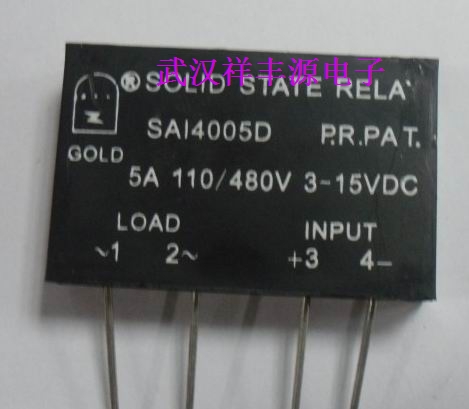 武汉祥丰源电子
® SOLID STATE RELA
SAI4005D P.R.PAT.
GOLD
5A 110/480V 3-15VDC
LOAD INPUT
~1 2~ +3 4-